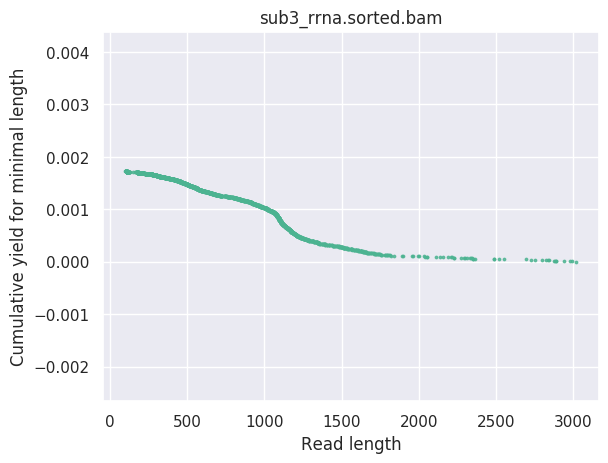 sub3_rrna.sorted.bam
Cumulative yield for minimal length
0.004
0.003
0.002
0.001
0.000
−0.001
−0.002
0 500 1000 1500 2000 2500 3000
Read length